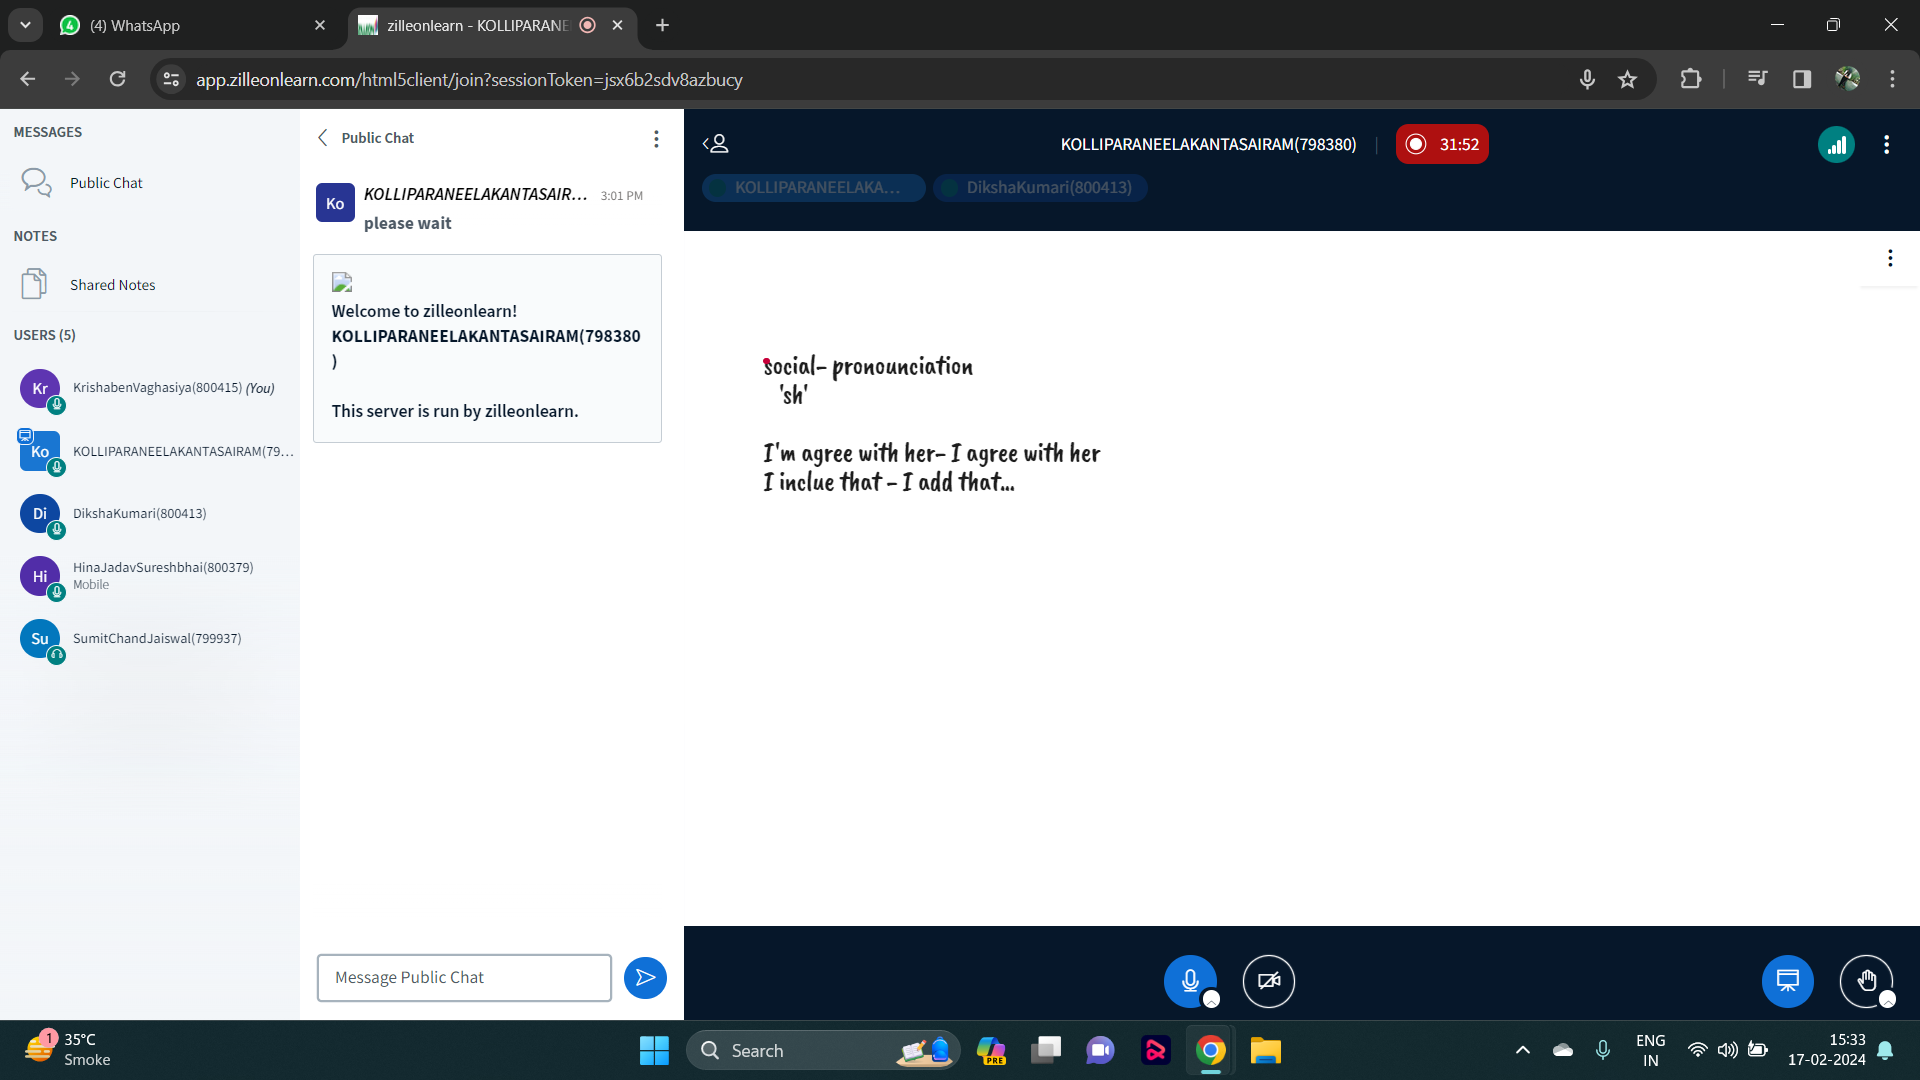 (4) WhatsApp
zilleonlearn - KOLLIPARANE
app.zilleonlearn.com/html5client/join?sessionToken=jsx6b2sdv8azbucy
MESSAGES
Public Chat
NOTES
Shared Notes
USERS (5)
Kr
KrishabenVaghasiya(800415) (You)
Ko
KOLLIPARANEELAKANTASAIRAM(79...
Di
DikshaKumari(800413)
Hi
HinaJadavSureshbhai(800379)
Mobile
Su
SumitChandJaiswal(799937)
Public Chat
Ko
KOLLIPARANEELAKANTASAIR... 3:01 PM
please wait
Welcome to zilleonlearn!
KOLLIPARANEELAKANTASAIRAM(798380
)
This server is run by zilleonlearn.
Message Public Chat
KOLLIPARANEELAKANTASAIRAM(798380)
31:52
KOLLIPARANEELAKA...
DikshaKumari(800413)
social- pronounciation
'sh'
I'm agree with her- I agree with her
I inclue that - I add that...
1
35°C
Smoke
Search
PRE
ENG
IN
15:33
17-02-2024